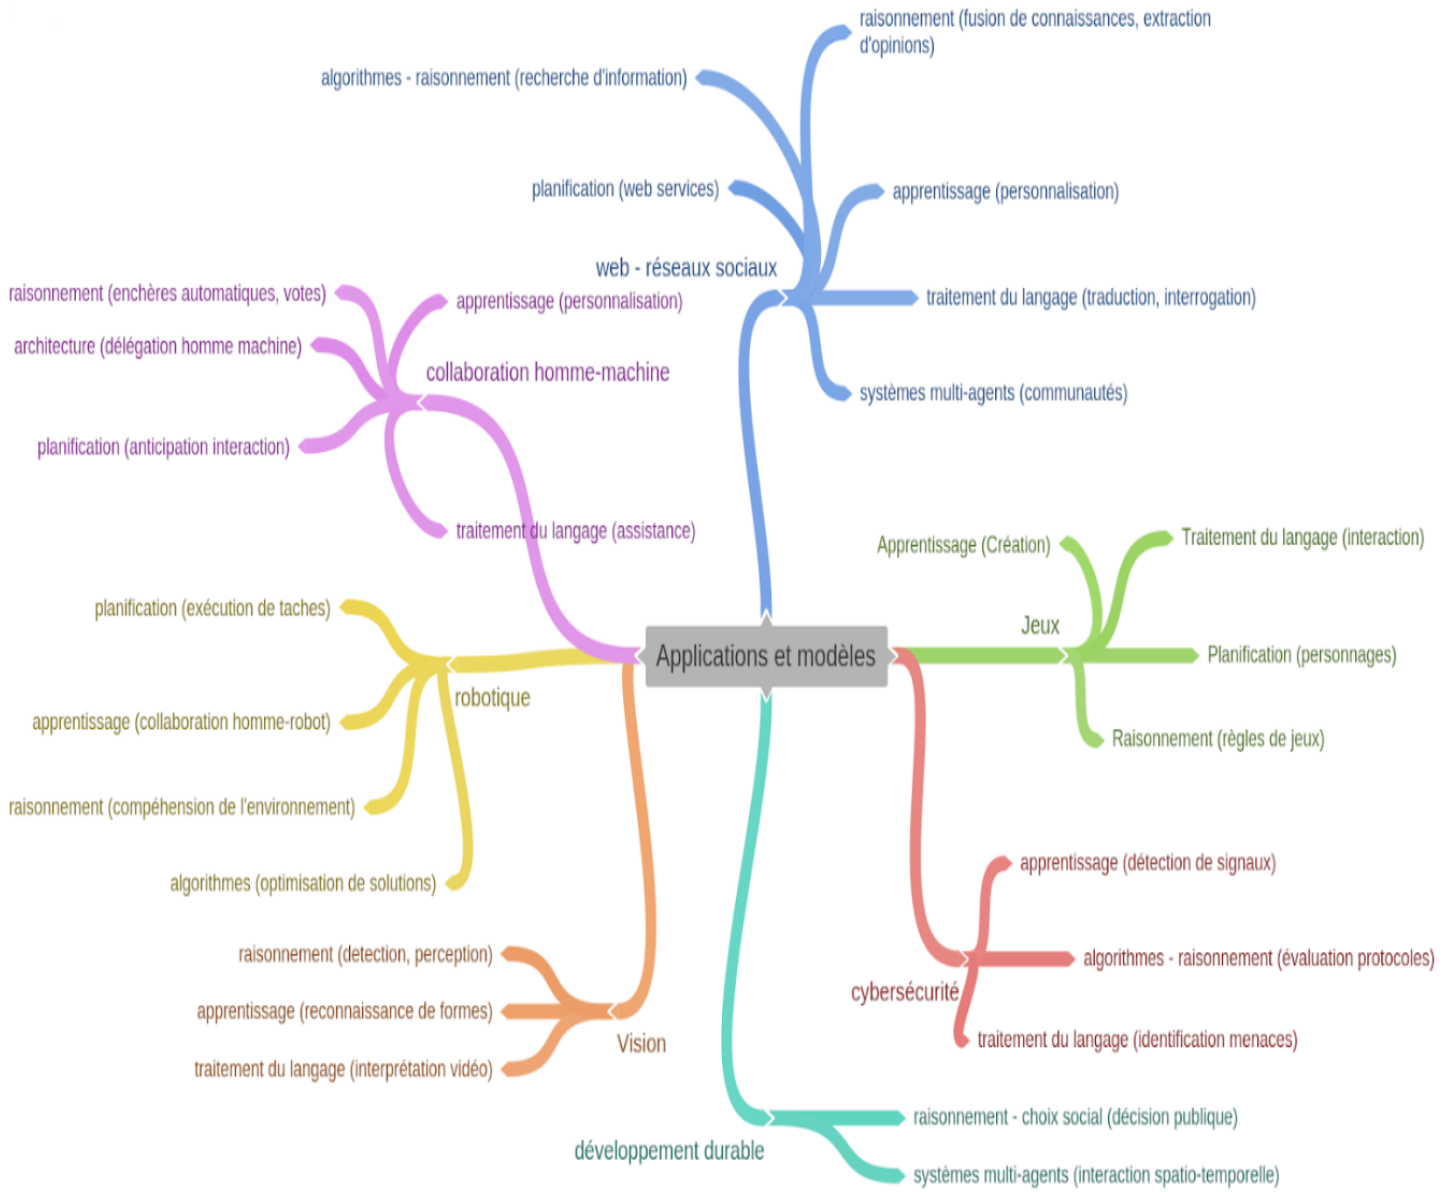 raisonnement (fusion de connaissances, extraction
d'opinions)
algorithmes - raisonnement (recherche d'information)
planification (web services)
apprentissage (personnalisation)
web - réseaux sociaux
traitement du langage (traduction, interrogation)
systèmes multi-agents (communautés)
raisonnement (enchères automatiques, votes)
apprentissage (personnalisation)
architecture (délégation homme machine)
collaboration homme-machine
planification (anticipation interaction)
traitement du langage (assistance)
Apprentissage (Création)
Traitement du langage (interaction)
Jeux
Planification (personnages)
Raisonnement (règles de jeux)
Applications et modèles
planification (exécution de taches)
robotique
apprentissage (collaboration homme-robot)
raisonnement (compéhension de l'environnement)
algorithmes (optimisation de solutions)
apprentissage (détection de signaux)
algorithmes - raisonnement (évaluation protocoles)
cybersécurité
traitement du langage (identification menaces)
raisonnement (detection, perception)
apprentissage (reconnaissance de formes)
Vision
traitement du langage (interprétation vidéo)
raisonnement - choix social (décision publique)
développement durable
systèmes multi-agents (interaction spatio-temporelle)